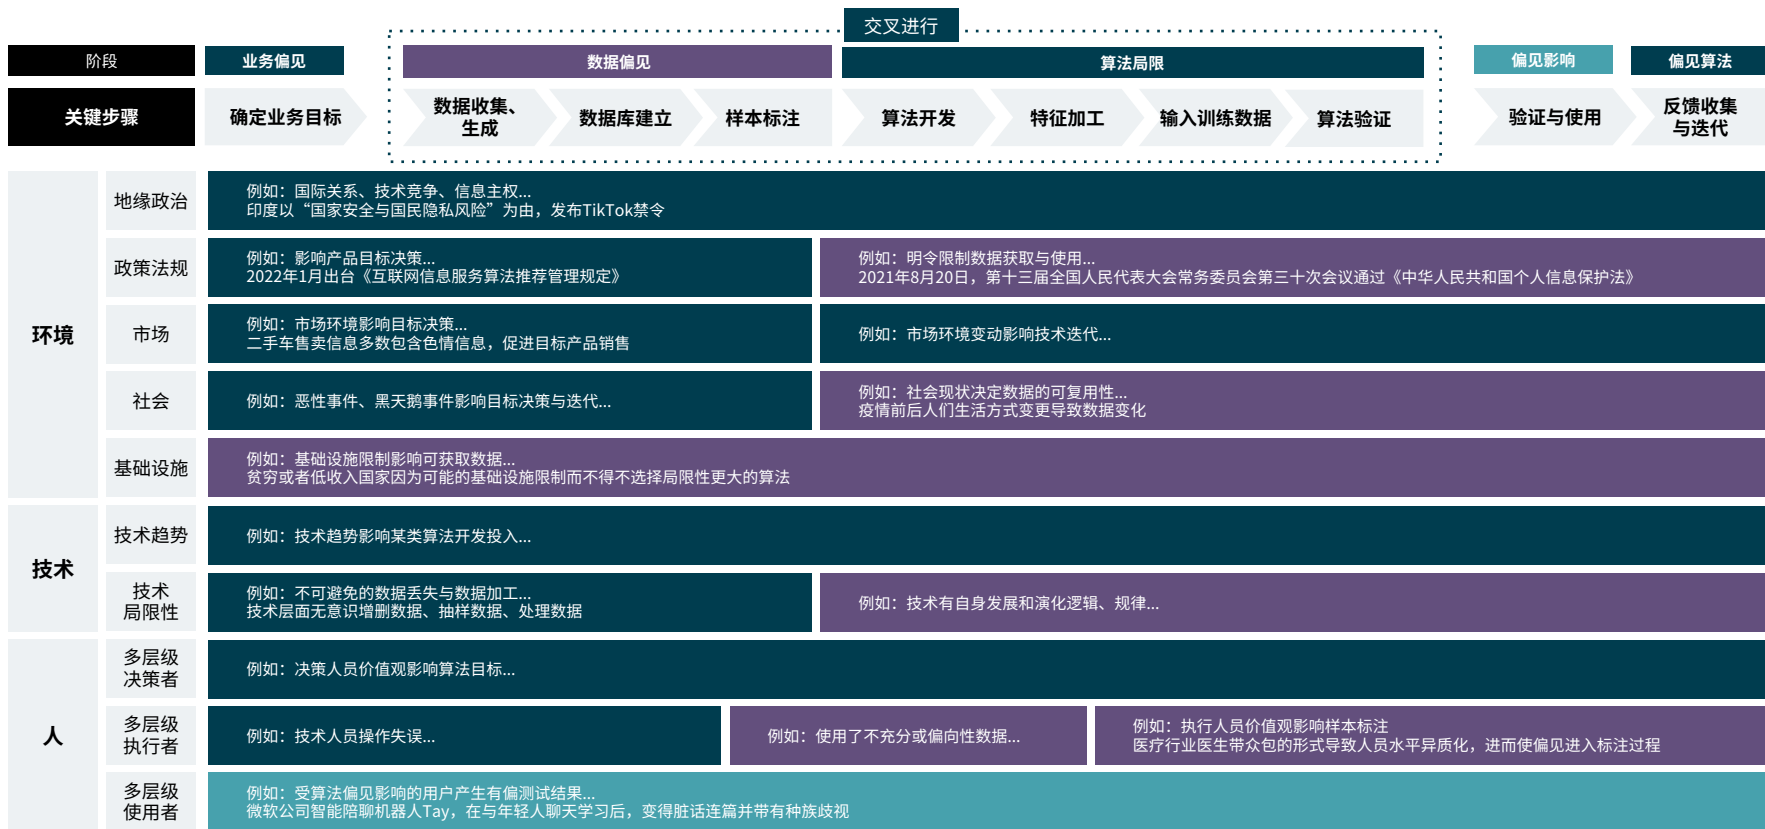 交叉进行
阶段
业务偏见
数据偏见
算法局限
偏见影响
偏见算法
关键步骤
确定业务目标
数据收集、
生成
数据库建立
样本标注
算法开发
特征加工
输入训练数据
算法验证
验证与使用
反馈收集
与迭代
环境
地缘政治
例如：国际关系、技术竞争、信息主权...
印度以“国家安全与国民隐私风险”为由，发布TikTok禁令
政策法规
例如：影响产品目标决策...
2022年1月出台《互联网信息服务算法推荐管理规定》
例如：明令限制数据获取与使用...
2021年8月20日，第十三届全国人民代表大会常务委员会第三十次会议通过《中华人民共和国个人信息保护法》
市场
例如：市场环境影响目标决策...
二手车售卖信息多数包含色情信息，促进目标产品销售
例如：市场环境变动影响技术迭代...
社会
例如：恶性事件、黑天鹅事件影响目标决策与迭代...
例如：社会现状决定数据的可复用性...
疫情前后人们生活方式变更导致数据变化
基础设施
例如：基础设施限制影响可获取数据...
贫穷或者低收入国家因为可能的基础设施限制而不得不选择局限性更大的算法
技术
技术趋势
例如：技术趋势影响某类算法开发投入...
技术
局限性
例如：不可避免的数据丢失与数据加工...
技术层面无意识增删数据、抽样数据、处理数据
例如：技术有自身发展和演化逻辑、规律...
人
多层级
决策者
例如：决策人员价值观影响算法目标...
多层级
执行者
例如：技术人员操作失误...
例如：使用了不充分或偏向性数据...
例如：执行人员价值观影响样本标注
医疗行业医生带众包的形式导致人员水平异质化，进而使偏见进入标注过程
多层级
使用者
例如：受算法偏见影响的用户产生有偏测试结果...
微软公司智能陪聊机器人Tay，在与年轻人聊天学习后，变得脏话连篇并带有种族歧视